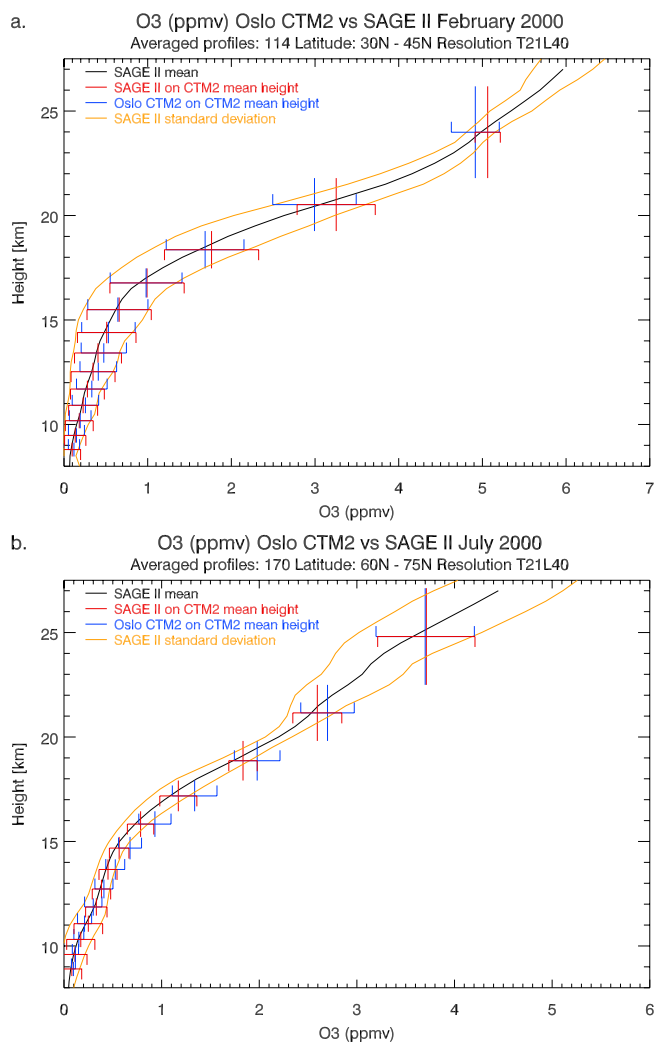 a.
O3 (ppmv) Oslo CTM2 vs SAGE II February 2000
Averaged profiles: 114 Latitude: 30N - 45N Resolution T21L40
SAGE II mean
SAGE II on CTM2 mean height
Oslo CTM2 on CTM2 mean height
SAGE II standard deviation
Height [km]
25
20
15
10
0 1 2 3 4 5 6 7
O3 (ppmv)
b.
O3 (ppmv) Oslo CTM2 vs SAGE II July 2000
Averaged profiles: 170 Latitude: 60N - 75N Resolution T21L40
SAGE II mean
SAGE II on CTM2 mean height
Oslo CTM2 on CTM2 mean height
SAGE II standard deviation
Height [km]
25
20
15
10
0 1 2 3 4 5 6
O3 (ppmv)